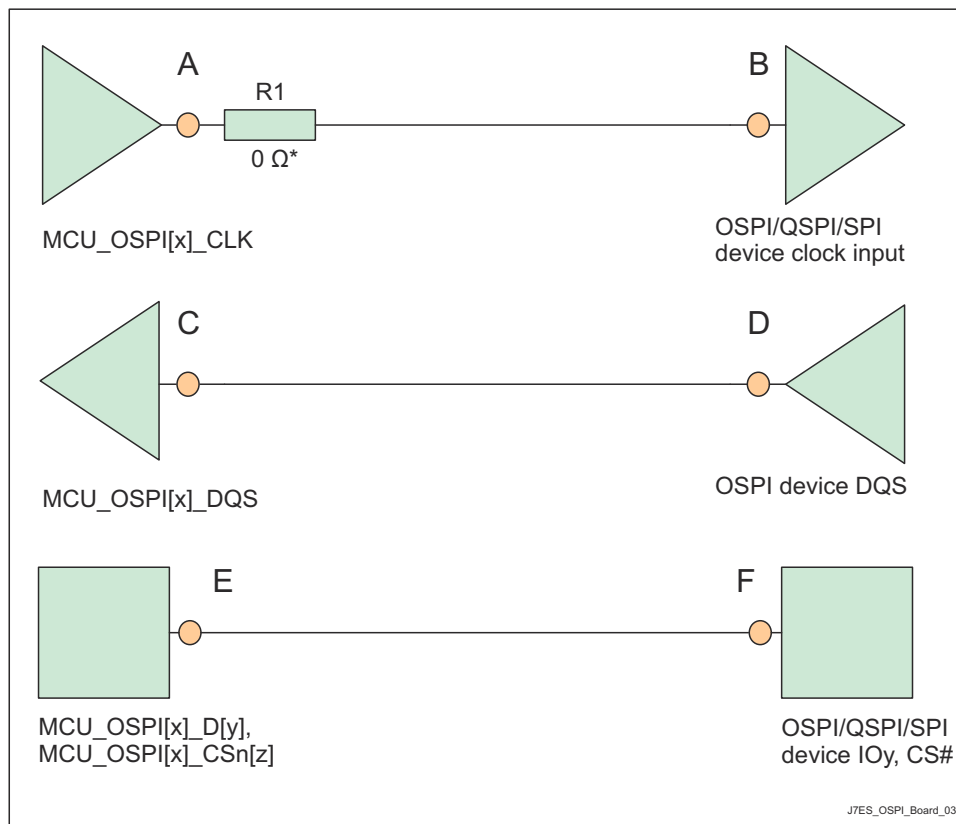 A
B
R1
0 Ω*
MCU_OSPI[x]_CLK
OSPI/QSPI/SPI
device clock input
C
D
MCU_OSPI[x]_DQS
OSPI device DQS
E
F
MCU_OSPI[x]_D[y],
MCU_OSPI[x]_CSn[z]
OSPI/QSPI/SPI
device IOy, CS#
J7ES_OSPI_Board_03